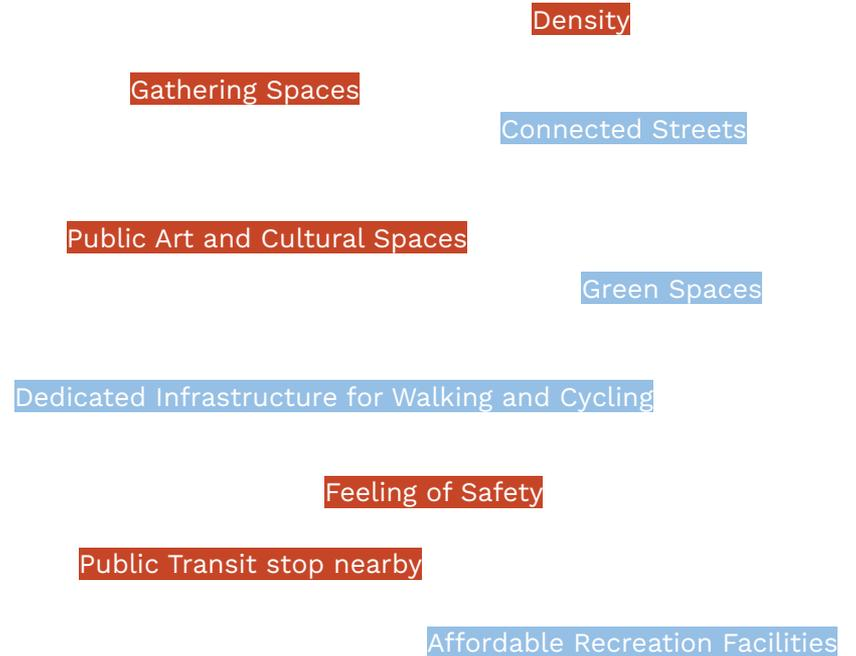 Density
Gathering Spaces
Connected Streets
Public Art and Cultural Spaces
Green Spaces
Dedicated Infrastructure for Walking and Cycling
Feeling of Safety
Public Transit stop nearby
Affordable Recreation Facilities